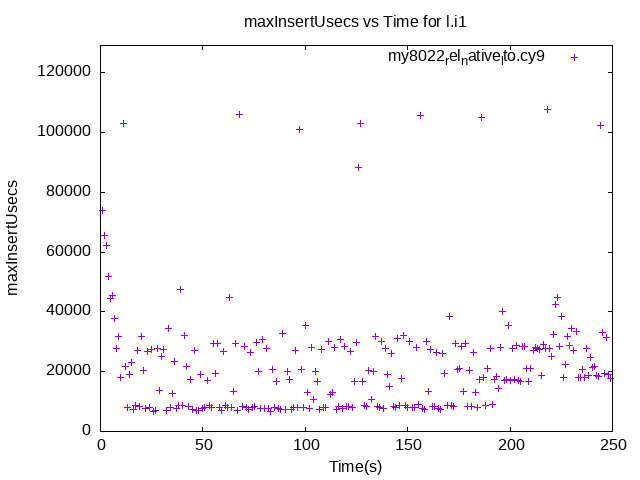 maxInsertUsecs vs Time for l.i1
my8022relnativelto.cy9
120000
100000
80000
60000
40000
20000
0
maxInsertUsecs
0 50 100 150 200 250
Time(s)